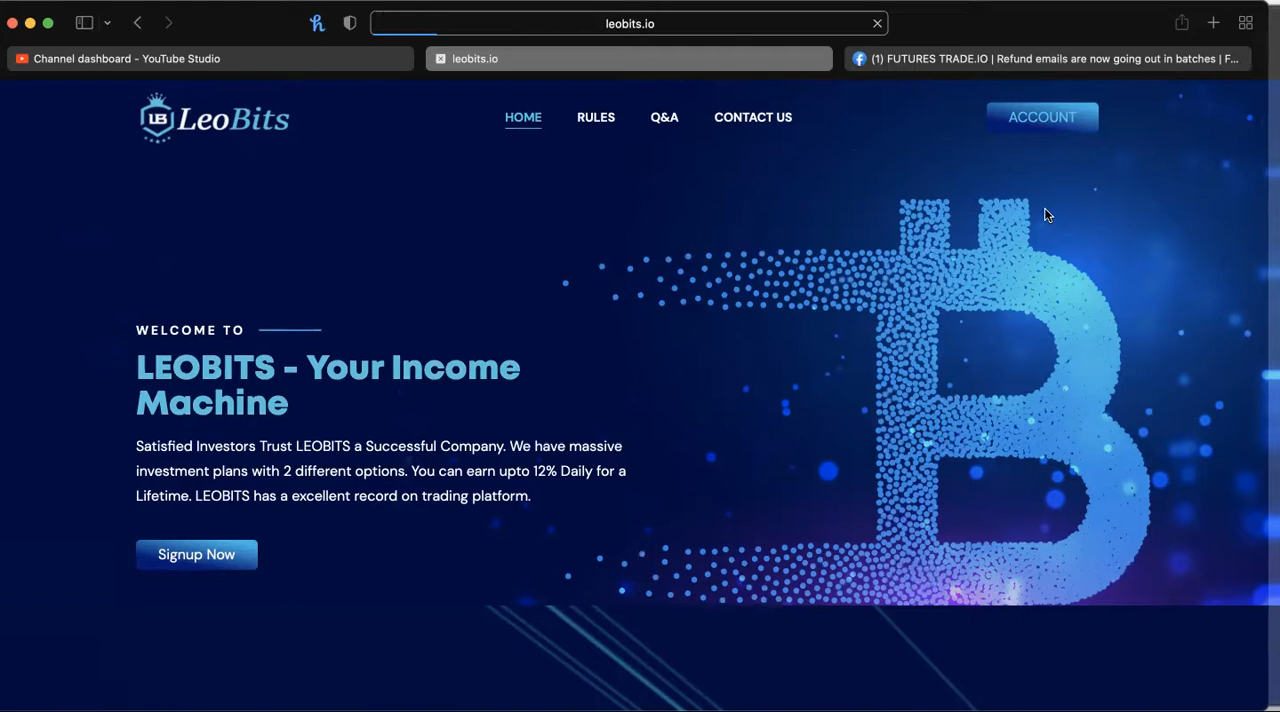 leobits.io
Channel dashboard - YouTube Studio
leobits.io
(1) FUTURES TRADE.IO | Refund emails are now going out in batches | F...
LB LeoBits
HOME
RULES
Q&A
CONTACT US
ACCOUNT
WELCOME TO
LEOBITS - Your Income
Machine
Satisfied Investors Trust LEOBITS a Successful Company. We have massive
investment plans with 2 different options. You can earn upto 12% Daily for a
Lifetime. LEOBITS has a excellent record on trading platform.
Signup Now